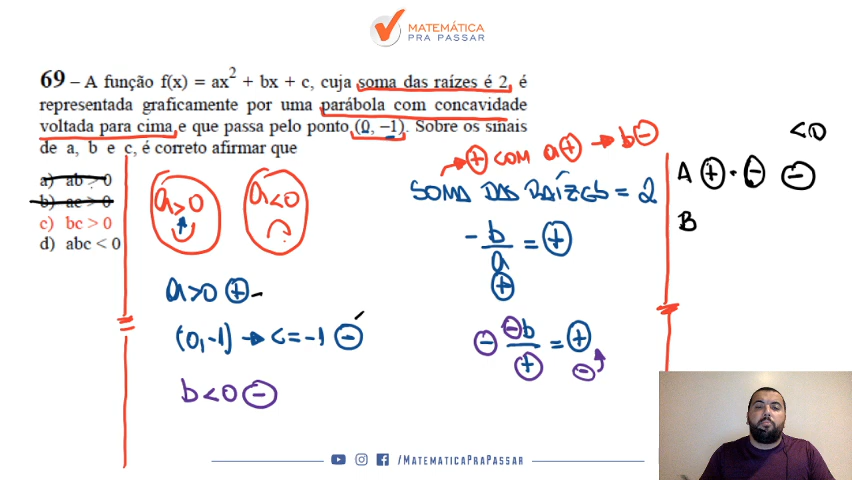 MATEMÁTICA
PRA PASSAR
69 – A função f(x) = ax² + bx + c, cuja soma das raízes é 2, é
representada graficamente por uma parábola com concavidade
voltada para cima, e que passa pelo ponto (0, –1). Sobre os sinais
de a, b e c, é correto afirmar que
a) ab > 0
b) ac > 0
c) bc > 0
d) abc < 0
a>0
a<0
a>0 +
(0,-1) → c = -1 -
b<0 -
→ + COM a + → b -
SOMA DAS RAÍZES = 2
- b/a = +
+
- -b/+ = +
-
<0
A + · - -
B
/MATEMATICAPRAPASSAR